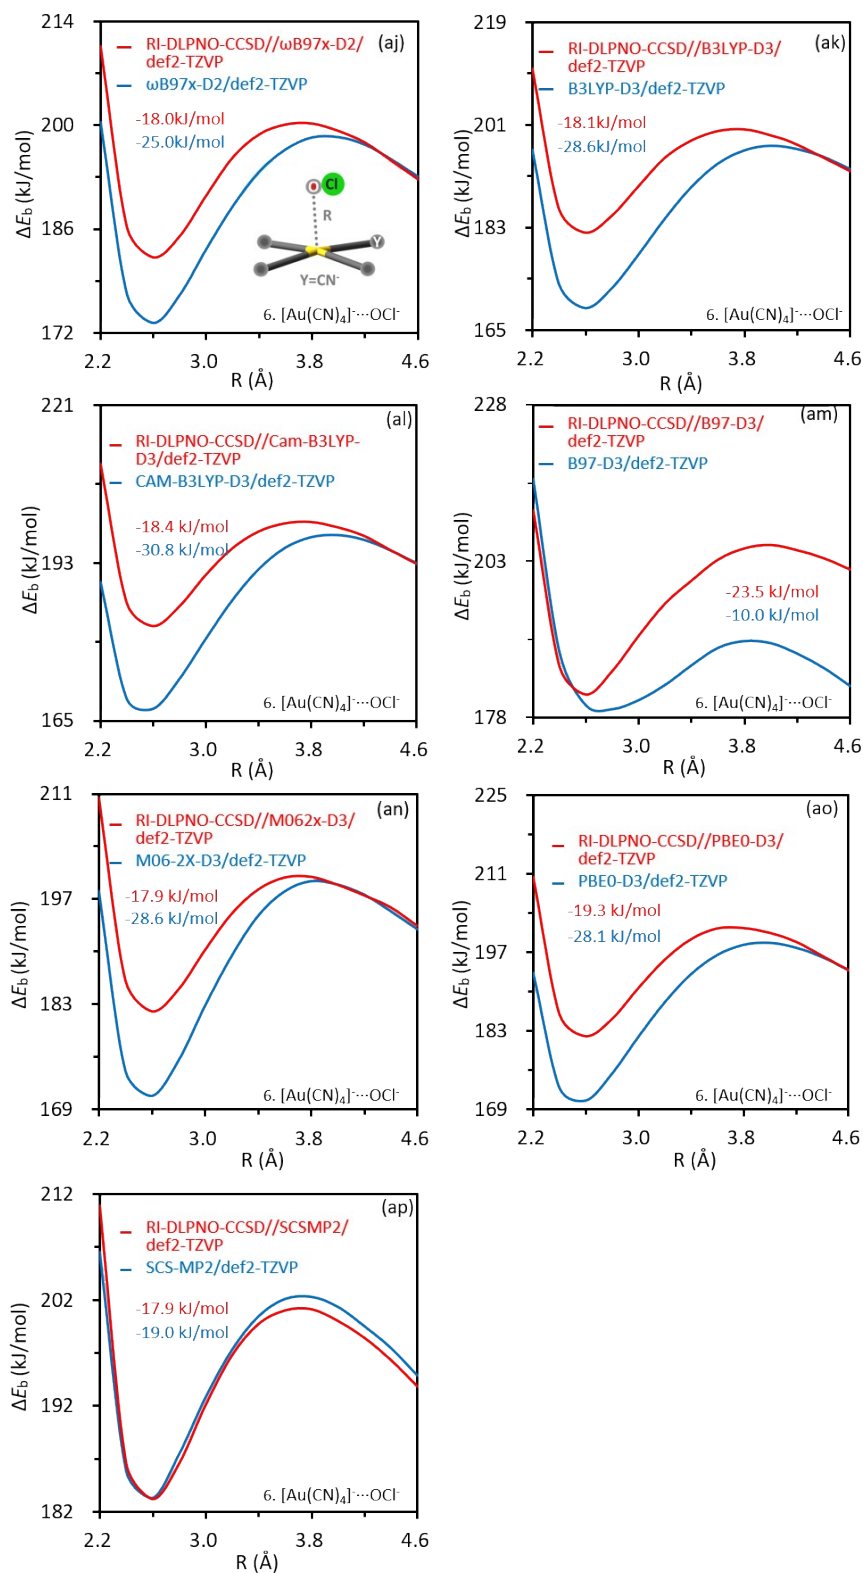 214
200
186
172
ΔE_b (kJ/mol)
(aj)
RI-DLPNO-CCSD//ωB97x-D2/
def2-TZVP
ωB97x-D2/def2-TZVP
-18.0kJ/mol
-25.0kJ/mol
Cl
R
Y
Y=CN⁻
6. [Au(CN)₄]⁻···OCl⁻
2.2 3.0 3.8 4.6
R (Å)
219
201
183
165
ΔE_b (kJ/mol)
(ak)
RI-DLPNO-CCSD//B3LYP-D3/
def2-TZVP
B3LYP-D3/def2-TZVP
-18.1kJ/mol
-28.6kJ/mol
6. [Au(CN)₄]⁻···OCl⁻
2.2 3.0 3.8 4.6
R (Å)
221
193
165
ΔE_b (kJ/mol)
(al)
RI-DLPNO-CCSD//Cam-B3LYP-
D3/def2-TZVP
CAM-B3LYP-D3/def2-TZVP
-18.4 kJ/mol
-30.8 kJ/mol
6. [Au(CN)₄]⁻···OCl⁻
2.2 3.0 3.8 4.6
R (Å)
228
203
178
ΔE_b (kJ/mol)
(am)
RI-DLPNO-CCSD//B97-D3/
def2-TZVP
B97-D3/def2-TZVP
-23.5 kJ/mol
-10.0 kJ/mol
6. [Au(CN)₄]⁻···OCl⁻
2.2 3.0 3.8 4.6
R (Å)
211
197
183
169
ΔE_b (kJ/mol)
(an)
RI-DLPNO-CCSD//M062x-D3/
def2-TZVP
M06-2X-D3/def2-TZVP
-17.9 kJ/mol
-28.6 kJ/mol
6. [Au(CN)₄]⁻···OCl⁻
2.2 3.0 3.8 4.6
R (Å)
225
211
197
183
169
ΔE_b (kJ/mol)
(ao)
RI-DLPNO-CCSD//PBE0-D3/
def2-TZVP
PBE0-D3/def2-TZVP
-19.3 kJ/mol
-28.1 kJ/mol
6. [Au(CN)₄]⁻···OCl⁻
2.2 3.0 3.8 4.6
R (Å)
212
202
192
182
ΔE_b (kJ/mol)
(ap)
RI-DLPNO-CCSD//SCSMP2/
def2-TZVP
SCS-MP2/def2-TZVP
-17.9 kJ/mol
-19.0 kJ/mol
6. [Au(CN)₄]⁻···OCl⁻
2.2 3.0 3.8 4.6
R (Å)